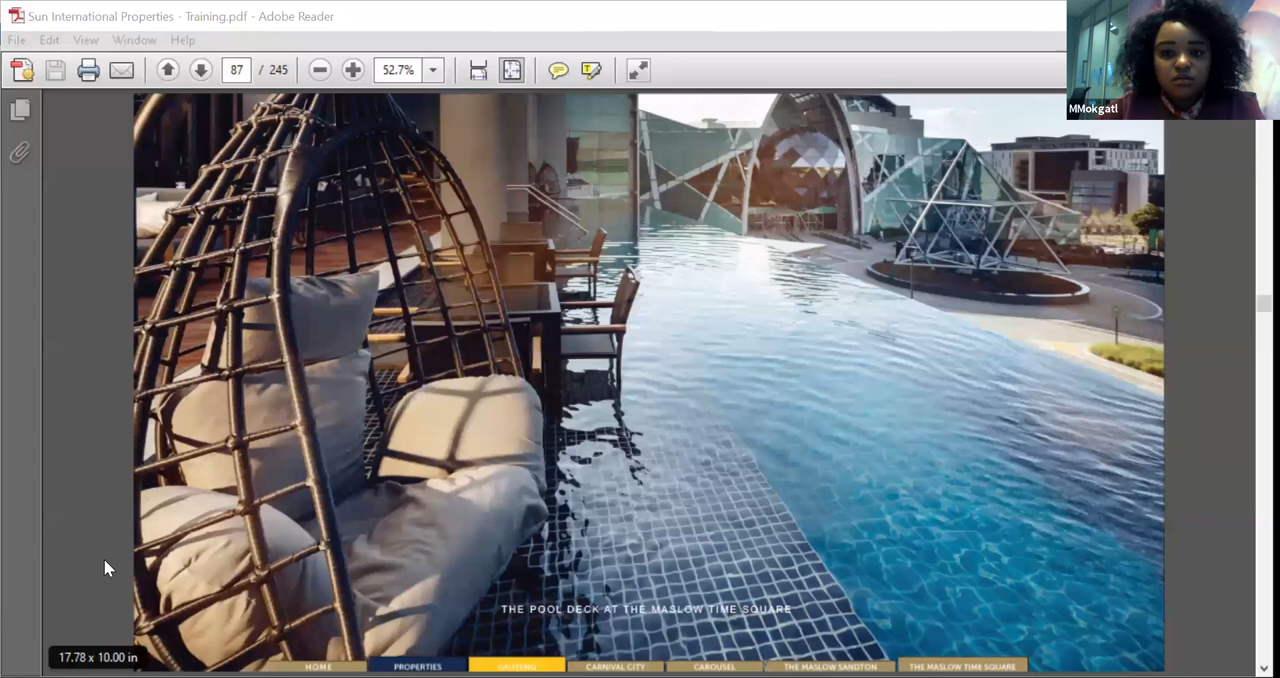 Sun International Properties - Training.pdf - Adobe Reader
File Edit View Window Help
87 / 245 52.7%
MMokgatl
THE POOL DECK AT THE MASLOW TIME SQUARE
17.78 x 10.00 in
HOME PROPERTIES GAUTENG CARNIVAL CITY CAROUSEL THE MASLOW SANDTON THE MASLOW TIME SQUARE